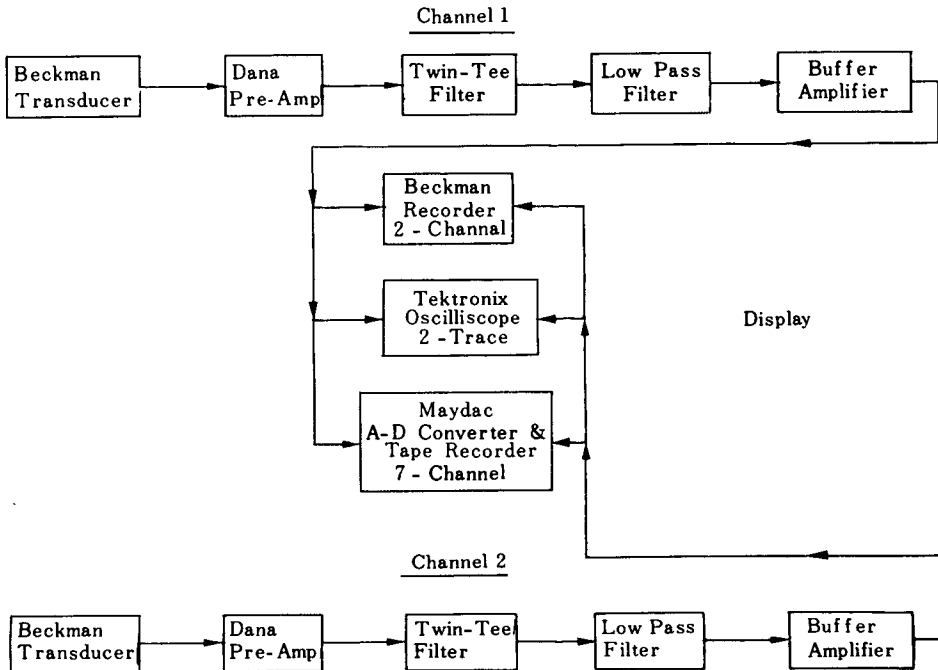 Channel 1
Beckman
Transducer
Dana
Pre-Amp
Twin-Tee
Filter
Low Pass
Filter
Buffer
Amplifier
Beckman
Recorder
2 - Channal
Tektronix
Oscilliscope
2 - Trace
Display
Maydac
A-D Converter &
Tape Recorder
7 - Channel
Channel 2
Beckman
Transducer
Dana
Pre-Amp
Twin-Tee
Filter
Low Pass
Filter
Buffer
Amplifier